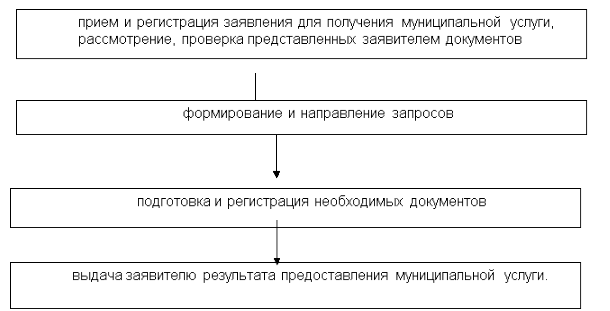 прием и регистрация заявления для получения муниципальной услуги,
рассмотрение, проверка представленных заявителем документов
формирование и направление запросов
подготовка и регистрация необходимых документов
выдача заявителю результата предоставления муниципальной услуги.